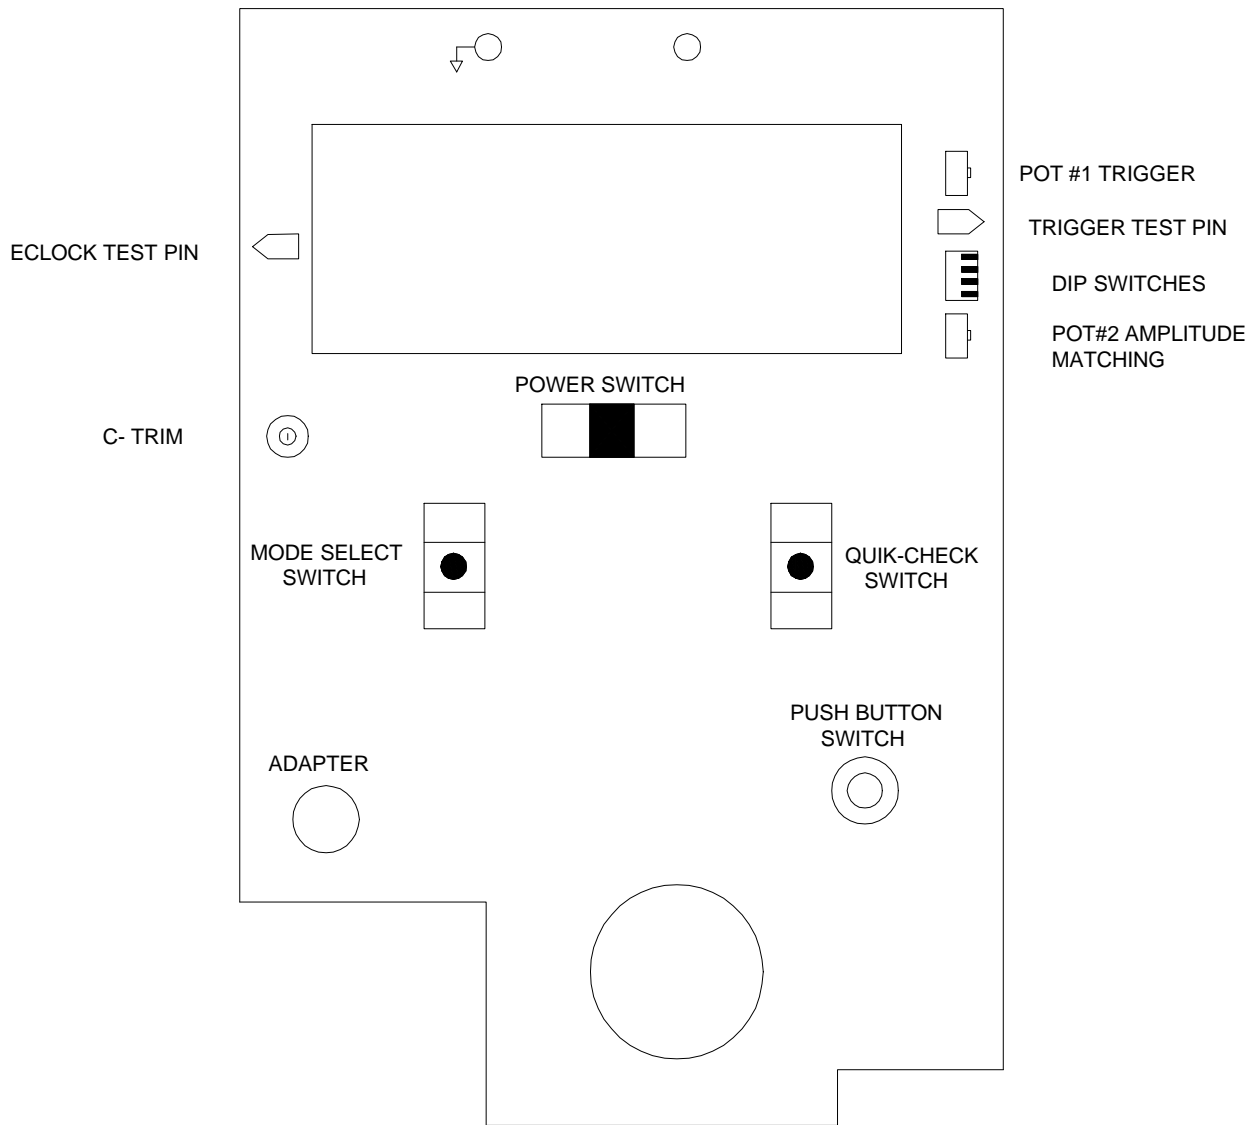 POT #1 TRIGGER
TRIGGER TEST PIN
ECLOCK TEST PIN
DIP SWITCHES
POT#2 AMPLITUDE
MATCHING
POWER SWITCH
C- TRIM
MODE SELECT
SWITCH
QUIK-CHECK
SWITCH
PUSH BUTTON
SWITCH
ADAPTER